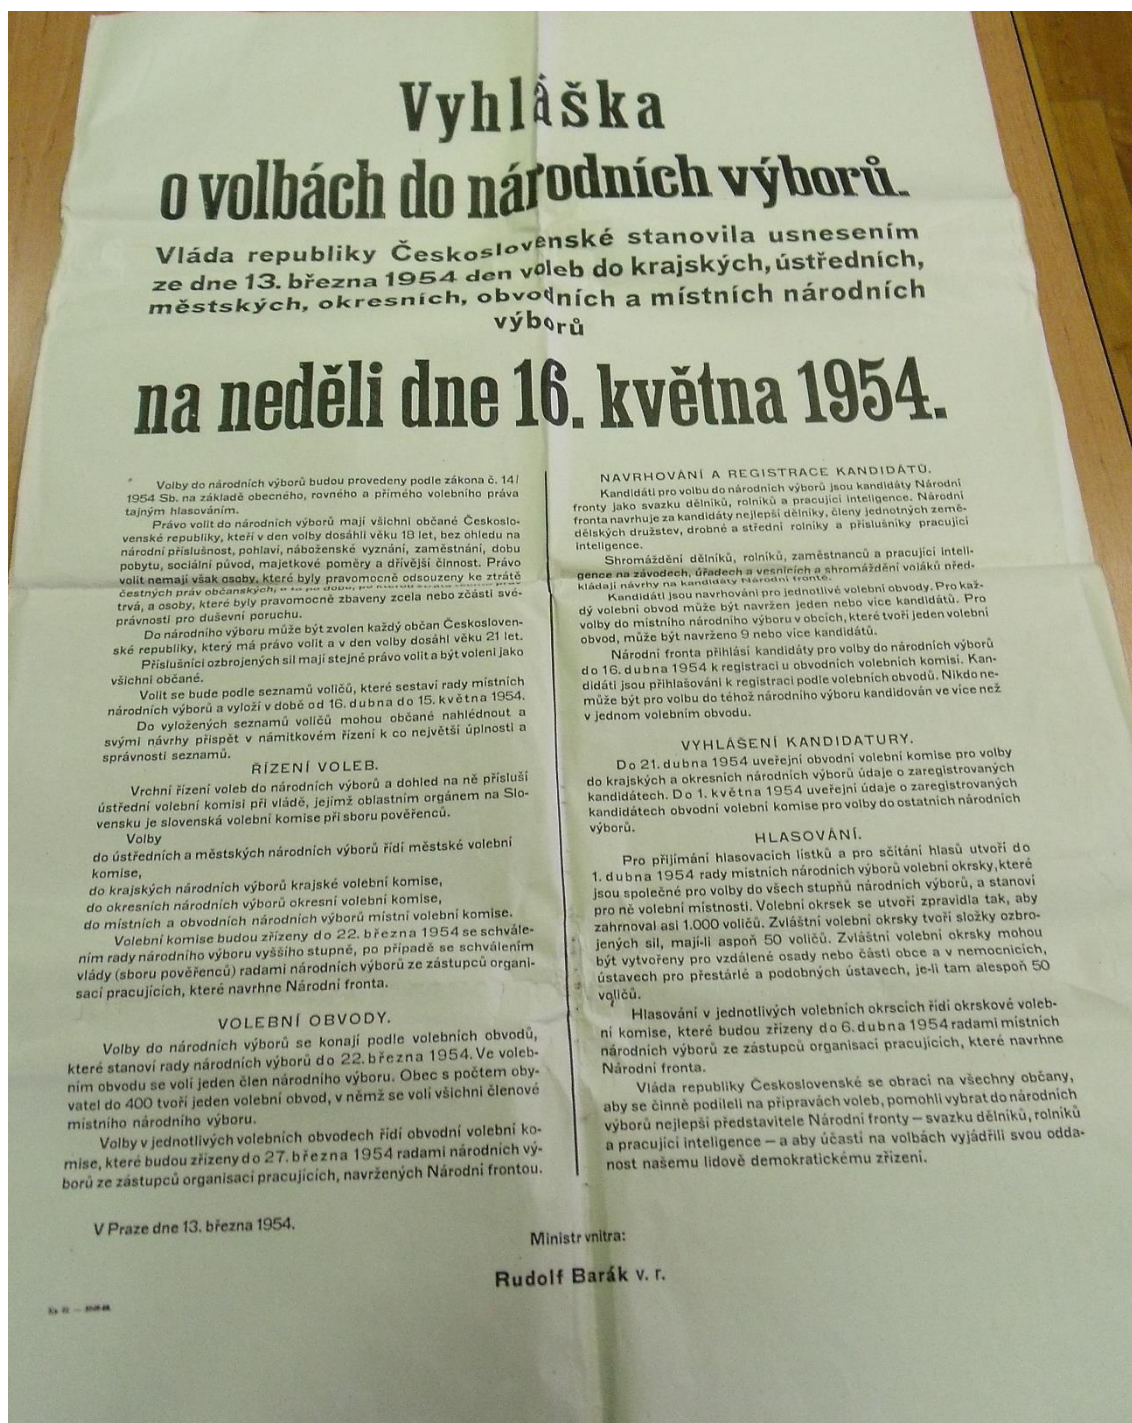 Vyhláška
o volbách do národních výborů.
Vláda republiky Československé stanovila usnesením
ze dne 13. března 1954 den voleb do krajských, ústředních,
městských, okresních, obvodních a místních národních
výborů
na neděli dne 16. května 1954.
Volby do národních výborů budou provedeny podle zákona č. 14/
1954 Sb. na základě obecného, rovného a přímého volebního práva
tajným hlasováním.
Právo volit do národních výborů mají všichni občané Českoslo-
venské republiky, kteří v den volby dosáhli věku 18 let, bez ohledu na
národní příslušnost, pohlaví, náboženské vyznání, zaměstnání, dobu
pobytu, sociální původ, majetkové poměry a dřívější činnost. Právo
volit nemají však osoby, které byly pravomocně odsouzeny ke ztrátě
čestných práv občanských, a to po dobu, po
trvá, a osoby, které byly pravomocně zbaveny zcela nebo zčásti své-
právnosti pro duševní poruchu.
Do národního výboru může být zvolen každý občan Českosloven-
ské republiky, který má právo volit a v den volby dosáhl věku 21 let.
Příslušníci ozbrojených sil mají stejné právo volit a být voleni jako
všichni občané.
Volit se bude podle seznamů voličů, které sestaví rady místních
národních výborů a vyloží v době od 16. dubna do 15. května 1954.
Do vyložených seznamů voličů mohou občané nahlédnout a
svými návrhy přispět v námitkovém řízení k co největší úplnosti a
správnosti seznamů.
ŘÍZENÍ VOLEB.
Vrchní řízení voleb do národních výborů a dohled na ně přísluší
ústřední volební komisi při vládě, jejímž oblastním orgánem na Slo-
vensku je slovenská volební komise při sboru pověřenců.
Volby
do ústředních a městských národních výborů řídí městské volební
komise,
do krajských národních výborů krajské volební komise,
do okresních národních výborů okresní volební komise,
do místních a obvodních národních výborů místní volební komise.
Volební komise budou zřízeny do 22. března 1954 se schvále-
ním rady národního výboru vyššího stupně, po případě se schválením
vlády (sboru pověřenců) radami národních výborů ze zástupců organi-
sací pracujících, které navrhne Národní fronta.
VOLEBNÍ OBVODY.
Volby do národních výborů se konají podle volebních obvodů,
které stanoví rady národních výborů do 22. března 1954. Ve voleb-
ním obvodu se volí jeden člen národního výboru. Obec s počtem oby-
vatel do 400 tvoří jeden volební obvod, v němž se volí všichni členové
místního národního výboru.
Volby v jednotlivých volebních obvodech řídí obvodní volební ko-
mise, které budou zřízeny do 27. března 1954 radami národních vý-
borů ze zástupců organisací pracujících, navržených Národní frontou.
NAVRHOVÁNÍ A REGISTRACE KANDIDÁTŮ.
Kandidáti pro volbu do národních výborů jsou kandidáty Národní
fronty jako svazku dělníků, rolníků a pracující inteligence. Národní
fronta navrhuje za kandidáty nejlepší dělníky, členy jednotných země-
dělských družstev, drobné a střední rolníky a příslušníky pracující
inteligence.
Shromáždění dělníků, rolníků, zaměstnanců a pracující inteli-
gence na závodech, úřadech a vesnicích a shromáždění vojáků před-
kládají návrhy na kandidáty Národní frontě.
Kandidáti jsou navrhováni pro jednotlivé volební obvody. Pro kaž-
dý volební obvod může být navržen jeden nebo více kandidátů. Pro
volby do místního národního výboru v obcích, které tvoří jeden volební
obvod, může být navrženo 9 nebo více kandidátů.
Národní fronta přihlásí kandidáty pro volby do národních výborů
do 16. dubna 1954 k registraci u obvodních volebních komisí. Kan-
didáti jsou přihlašováni k registraci podle volebních obvodů. Nikdo ne-
může být pro volbu do téhož národního výboru kandidován ve více než
v jednom volebním obvodu.
VYHLÁŠENÍ KANDIDATURY.
Do 21. dubna 1954 uveřejní obvodní volební komise pro volby
do krajských a okresních národních výborů údaje o zaregistrovaných
kandidátech. Do 1. května 1954 uveřejní údaje o zaregistrovaných
kandidátech obvodní volební komise pro volby do ostatních národních
výborů.
HLASOVÁNÍ.
Pro přijímání hlasovacích lístků a pro sčítání hlasů utvoří do
1. dubna 1954 rady místních národních výborů volební okrsky, které
jsou společné pro volby do všech stupňů národních výborů, a stanoví
pro ně volební místnosti. Volební okrsek se utvoří zpravidla tak, aby
zahrnoval asi 1.000 voličů. Zvláštní volební okrsky tvoří složky ozbro-
jených sil, mají-li aspoň 50 voličů. Zvláštní volební okrsky mohou
být vytvořeny pro vzdálené osady nebo části obce a v nemocnicích,
ústavech pro přestárlé a podobných ústavech, je-li tam alespoň 50
voličů.
Hlasování v jednotlivých volebních okrscích řídí okrskové voleb-
ní komise, které budou zřízeny do 6. dubna 1954 radami místních
národních výborů ze zástupců organisací pracujících, které navrhne
Národní fronta.
Vláda republiky Československé se obrací na všechny občany,
aby se činně podíleli na přípravách voleb, pomohli vybrat do národních
výborů nejlepší představitele Národní fronty — svazku dělníků, rolníků
a pracující inteligence — a aby účastí na volbách vyjádřili svou odda-
nost našemu lidově demokratickému zřízení.
V Praze dne 13. března 1954.
Ministr vnitra:
Rudolf Barák v. r.